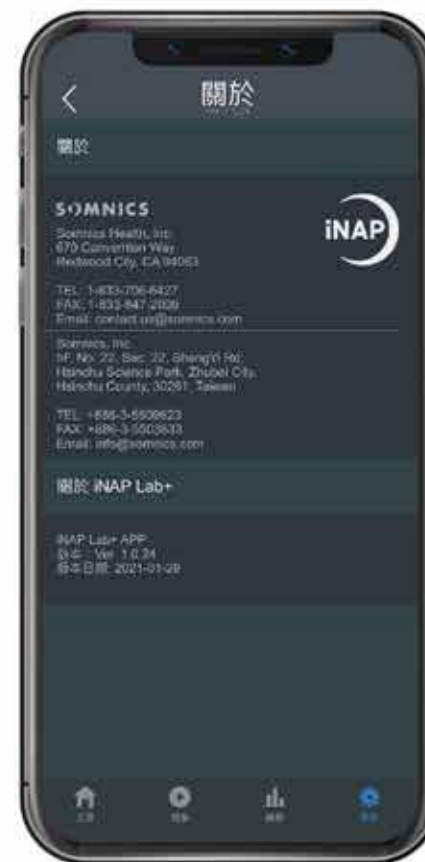 關於
關於
SOMNICS
iNAP
Somnics Health, Inc.
670 Convention Way
Redwood City, CA 94063
TEL: 1-833-706-6427
FAX: 1-833-847-2009
Email: contact.us@somnics.com
Somnics, Inc.
5F, No. 22, Sec. 22, ShengYi Rd.
Hsinchu Science Park, Zhubei City,
Hsinchu County, 30261, Taiwan
TEL: +886-3-5509623
FAX: +886-3-5503633
Email: info@somnics.com
關於 iNAP Lab+
iNAP Lab+ APP
版本 : Ver. 1.0.24
版本日期: 2021-01-29
主頁